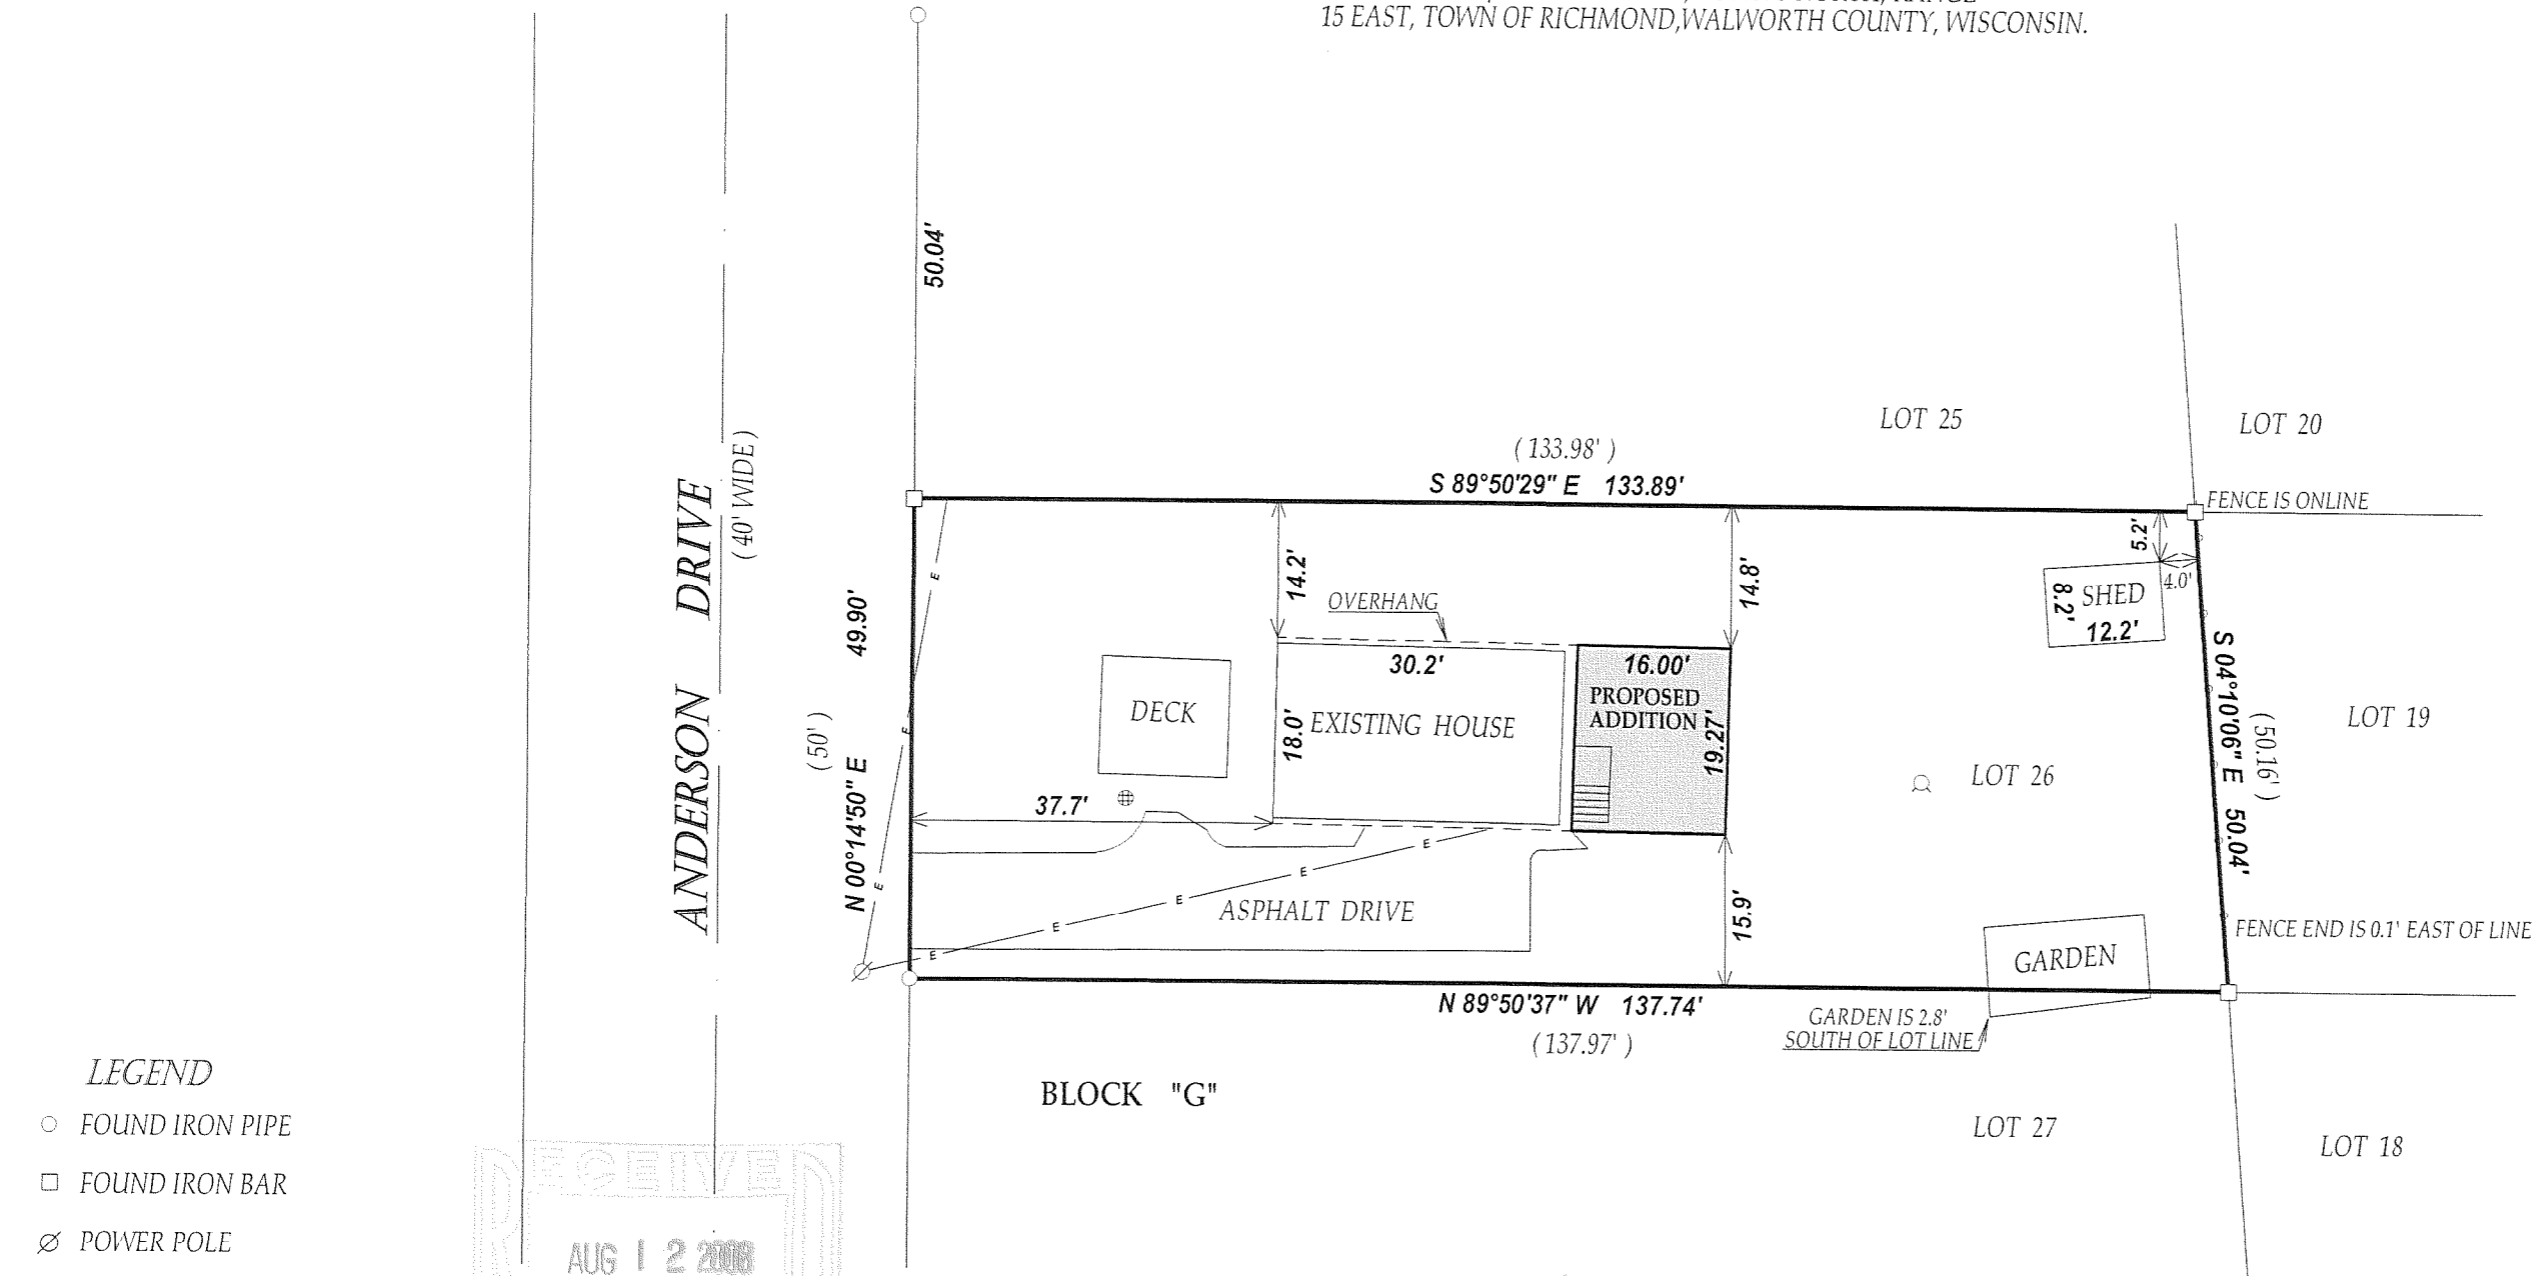 15 EAST, TOWN OF RICHMOND,WALWORTH COUNTY, WISCONSIN.
50.04'
ANDERSON DRIVE
( 40' WIDE )
LOT 25
LOT 20
( 133.98' )
S 89°50'29" E 133.89'
FENCE IS ONLINE
N 00°14'50" E 49.90'
( 50' )
14.2'
14.8'
5.2'
4.0'
OVERHANG
SHED
8.2'
12.2'
30.2'
16.00'
PROPOSED
ADDITION
19.27'
DECK
18.0'
EXISTING HOUSE
S 04°10'06" E 50.04'
( 50.16' )
LOT 19
LOT 26
37.7'
E
E
E
E
E
E
E
E
ASPHALT DRIVE
15.9'
FENCE END IS 0.1' EAST OF LINE
GARDEN
N 89°50'37" W 137.74'
( 137.97' )
GARDEN IS 2.8'
SOUTH OF LOT LINE
BLOCK "G"
LOT 27
LOT 18
LEGEND
FOUND IRON PIPE
FOUND IRON BAR
POWER POLE
RECEIVED
AUG 12 2008